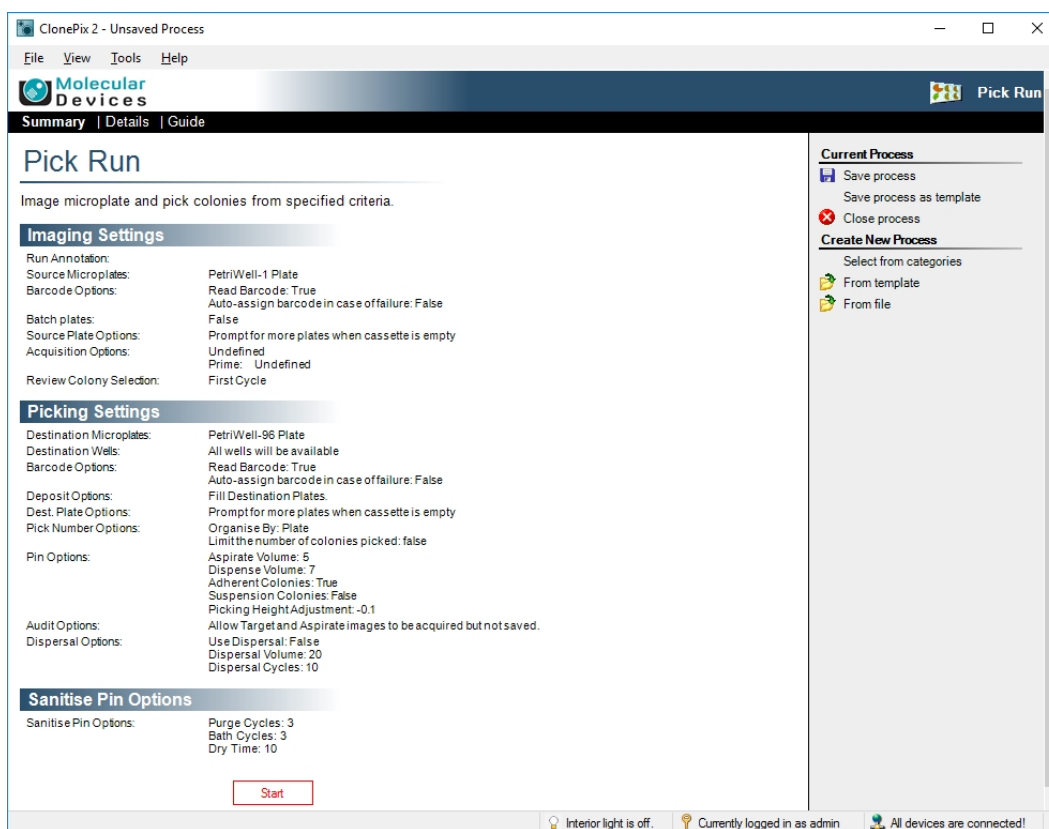 ClonePix 2 - Unsaved Process
File View Tools Help
Molecular
Devices
Pick Run
Summary | Details | Guide
Pick Run
Image microplate and pick colonies from specified criteria.
Imaging Settings
Run Annotation:
Source Microplates: PetriWell-1 Plate
Barcode Options: Read Barcode: True
Auto-assign barcode in case of failure: False
Batch plates: False
Source Plate Options: Prompt for more plates when cassette is empty
Acquisition Options: Undefined
Prime: Undefined
Review Colony Selection: First Cycle
Picking Settings
Destination Microplates: PetriWell-96 Plate
Destination Wells: All wells will be available
Barcode Options: Read Barcode: True
Auto-assign barcode in case of failure: False
Deposit Options: Fill Destination Plates.
Dest. Plate Options: Prompt for more plates when cassette is empty
Pick Number Options: Organise By: Plate
Limit the number of colonies picked: false
Pin Options: Aspirate Volume: 5
Dispense Volume: 7
Adherent Colonies: True
Suspension Colonies: False
Picking Height Adjustment: -0.1
Audit Options: Allow Target and Aspirate images to be acquired but not saved.
Dispersal Options: Use Dispersal: False
Dispersal Volume: 20
Dispersal Cycles: 10
Sanitise Pin Options
Sanitise Pin Options: Purge Cycles: 3
Bath Cycles: 3
Dry Time: 10
Start
Current Process
Save process
Save process as template
Close process
Create New Process
Select from categories
From template
From file
Interior light is off. Currently logged in as admin All devices are connected!